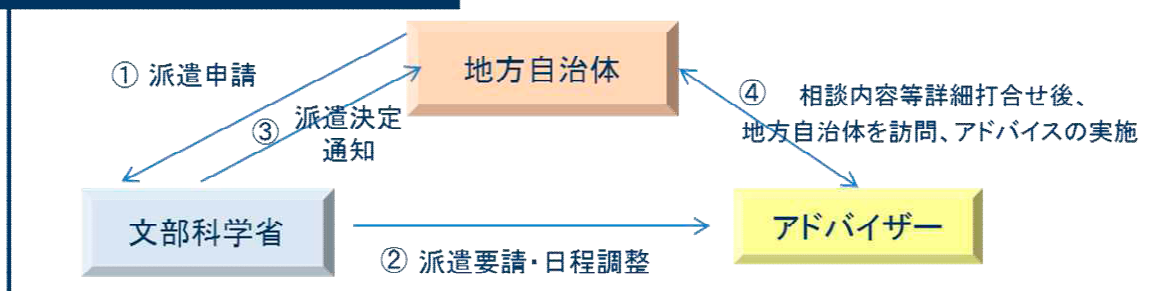 地方自治体
① 派遣申請
③ 派遣決定
通知
④ 相談内容等詳細打合せ後、
地方自治体を訪問、アドバイスの実施
文部科学省
アドバイザー
② 派遣要請・日程調整